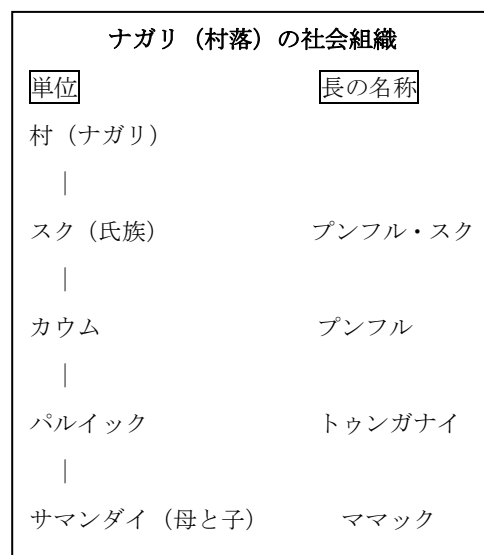 ナガリ（村落）の社会組織
単位 長の名称
村（ナガリ）
｜
スク（氏族） プンフル・スク
｜
カウム プンフル
｜
パルイック トゥンガナイ
｜
サマンダイ（母と子） ママック